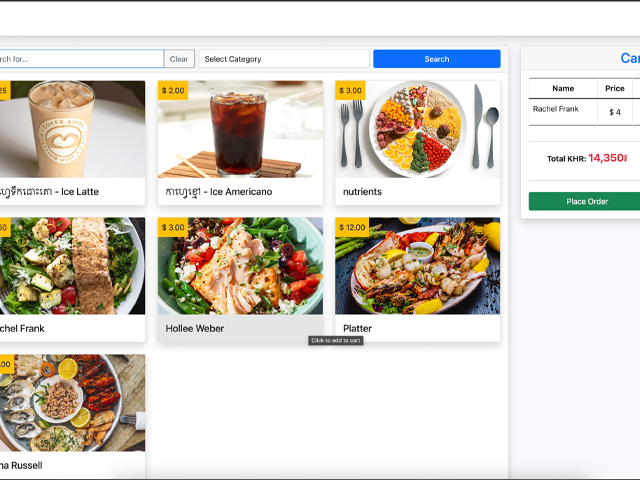 rch for...
Clear
Select Category
Search
Car
25
$ 2.00
$ 3.00
Name Price
Rachel Frank $ 4
Total KHR: 14,350៛
Place Order
ហ្វេទឹកដោះគោ - Ice Latte
កាហ្វេខ្មៅ - Ice Americano
nutrients
50
$ 3.00
$ 12.00
chel Frank
Hollee Weber
Platter
Click to add to cart
.00
na Russell